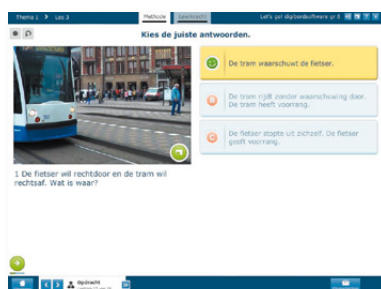 Thema 1 > Les 3
Methode
Leerkracht
Let's go! digibordsoftware gr 8
Kies de juiste antwoorden.
De tram waarschuwt de fietser.
B
De tram rijdt zonder waarschuwing door.
De tram heeft voorrang.
C
De fietser stopte uit zichzelf. De fietser
geeft voorrang.
1 De fietser wil rechtdoor en de tram wil
rechtsaf. Wat is waar?
Opdracht